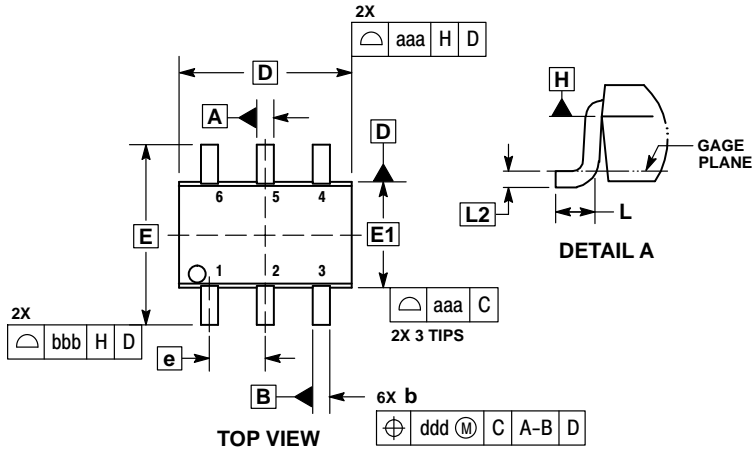 2X
⌓ aaa H D
D
A
D
H
GAGE
PLANE
6 5 4
E
E1
L2
L
DETAIL A
1 2 3
⌓ aaa C
2X 3 TIPS
2X
⌓ bbb H D
e
B
6X b
⌖ ddd Ⓜ C A–B D
TOP VIEW